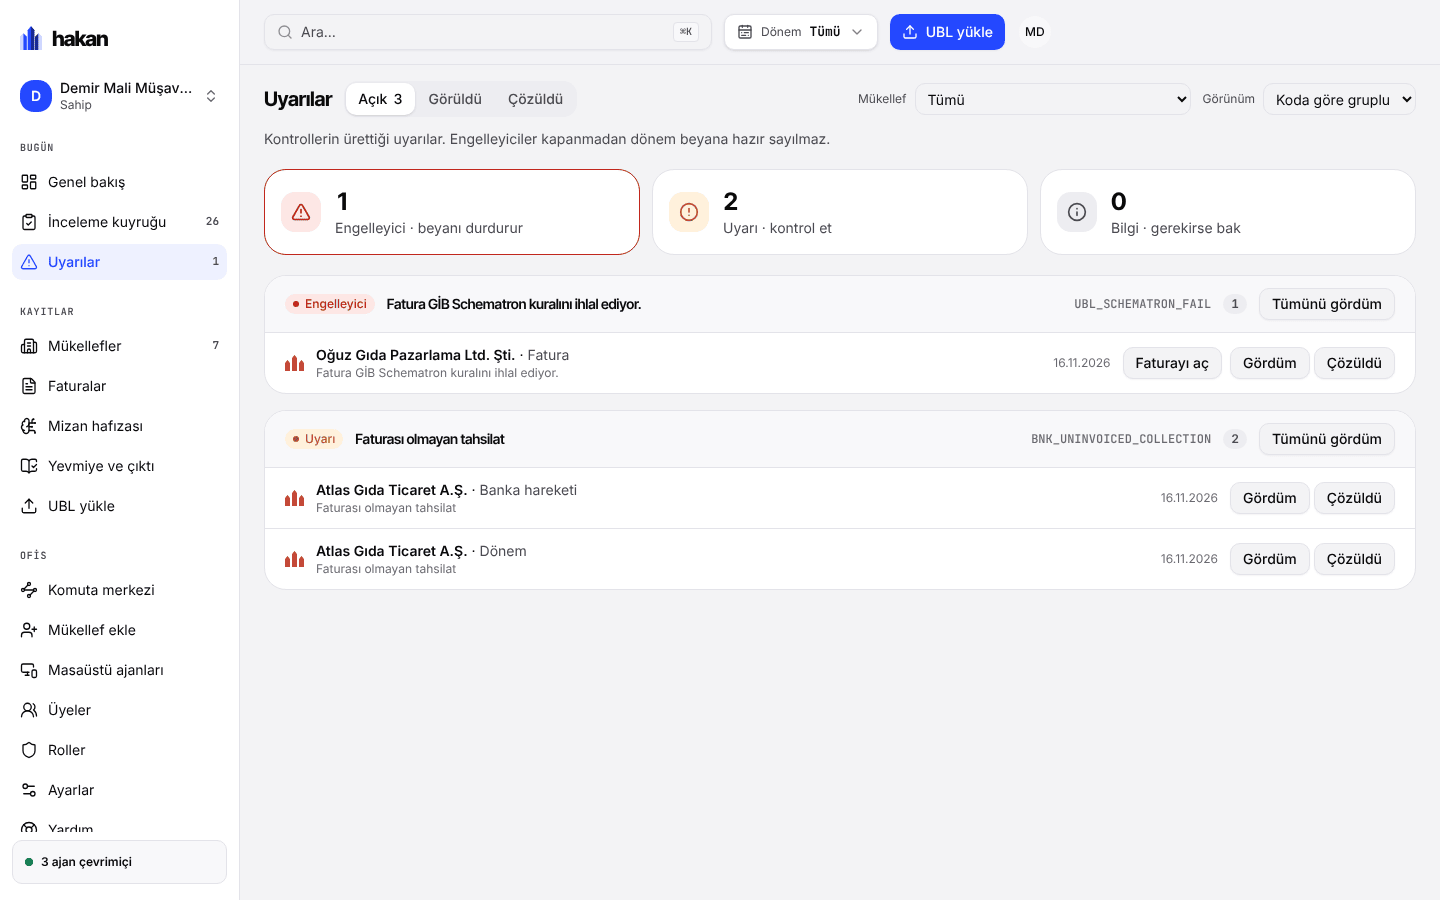 hakan
D
Demir Mali Müşav...
Sahip
BUGÜN
Genel bakış
İnceleme kuyruğu 26
Uyarılar 1
KAYITLAR
Mükellefler 7
Faturalar
Mizan hafızası
Yevmiye ve çıktı
UBL yükle
OFİS
Komuta merkezi
Mükellef ekle
Masaüstü ajanları
Üyeler
Roller
Ayarlar
Yardım
3 ajan çevrimiçi
Ara... ⌘K
Dönem Tümü
UBL yükle
MD
Uyarılar
Açık 3 Görüldü Çözüldü
Mükellef Tümü
Görünüm Koda göre gruplu
Kontrollerin ürettiği uyarılar. Engelleyiciler kapanmadan dönem beyana hazır sayılmaz.
1
Engelleyici · beyanı durdurur
2
Uyarı · kontrol et
0
Bilgi · gerekirse bak
Engelleyici Fatura GİB Schematron kuralını ihlal ediyor. UBL_SCHEMATRON_FAIL 1 Tümünü gördüm
Oğuz Gıda Pazarlama Ltd. Şti. · Fatura
Fatura GİB Schematron kuralını ihlal ediyor.
16.11.2026 Faturayı aç Gördüm Çözüldü
Uyarı Faturası olmayan tahsilat BNK_UNINVOICED_COLLECTION 2 Tümünü gördüm
Atlas Gıda Ticaret A.Ş. · Banka hareketi
Faturası olmayan tahsilat
16.11.2026 Gördüm Çözüldü
Atlas Gıda Ticaret A.Ş. · Dönem
Faturası olmayan tahsilat
16.11.2026 Gördüm Çözüldü